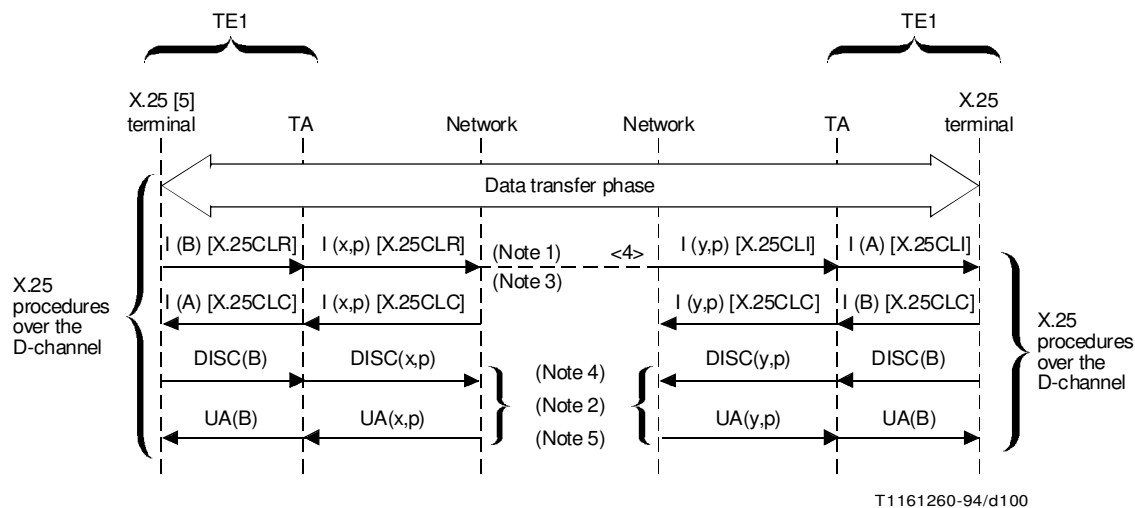 TE1
TE1
X.25 [5]
terminal
TA
Network
Network
TA
X.25
terminal
Data transfer phase
I (B) [X.25CLR]
I (x,p) [X.25CLR]
(Note 1)
<4>
I (y,p) [X.25CLI]
I (A) [X.25CLI]
(Note 3)
X.25
procedures
over the
D-channel
I (A) [X.25CLC]
I (x,p) [X.25CLC]
I (y,p) [X.25CLC]
I (B) [X.25CLC]
X.25
procedures
over the
D-channel
DISC(B)
DISC(x,p)
(Note 4)
DISC(y,p)
DISC(B)
(Note 2)
UA(B)
UA(x,p)
(Note 5)
UA(y,p)
UA(B)
T1161260-94/d100